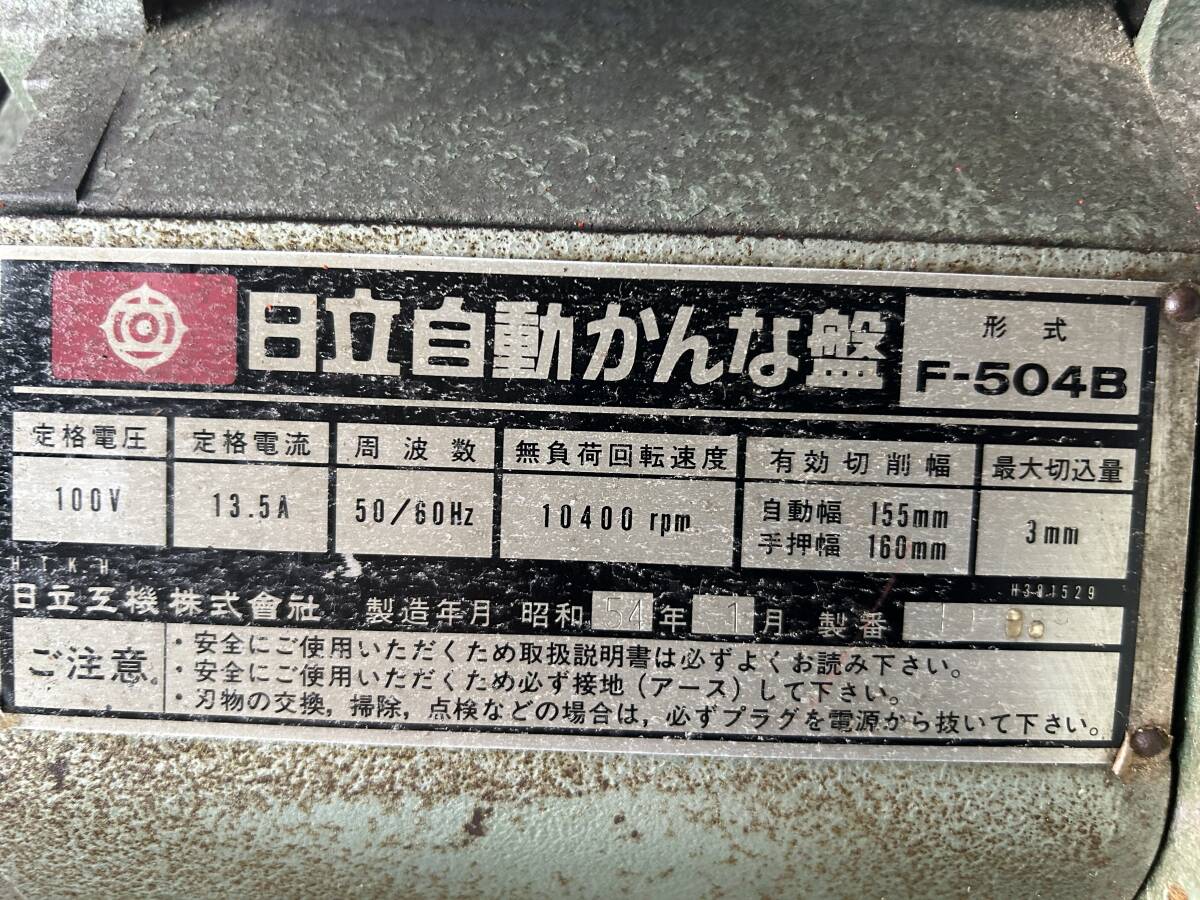 日立自動かんな盤
形式
F-504B
定格電圧 定格電流 周波数 無負荷回転速度 有効切削幅 最大切込量
100V 13.5A 50/60Hz 10400 rpm 自動幅 155mm 3mm
手押幅 160mm
HTKH
H381529
日立工機株式會社 製造年月 昭和 54年 1月 製番
ご注意。
・安全にご使用いただくため取扱説明書は必ずよくお読み下さい。
・安全にご使用いただくため必ず接地(アース)して下さい。
・刃物の交換,掃除,点検などの場合は,必ずプラグを電源から抜いて下さい。